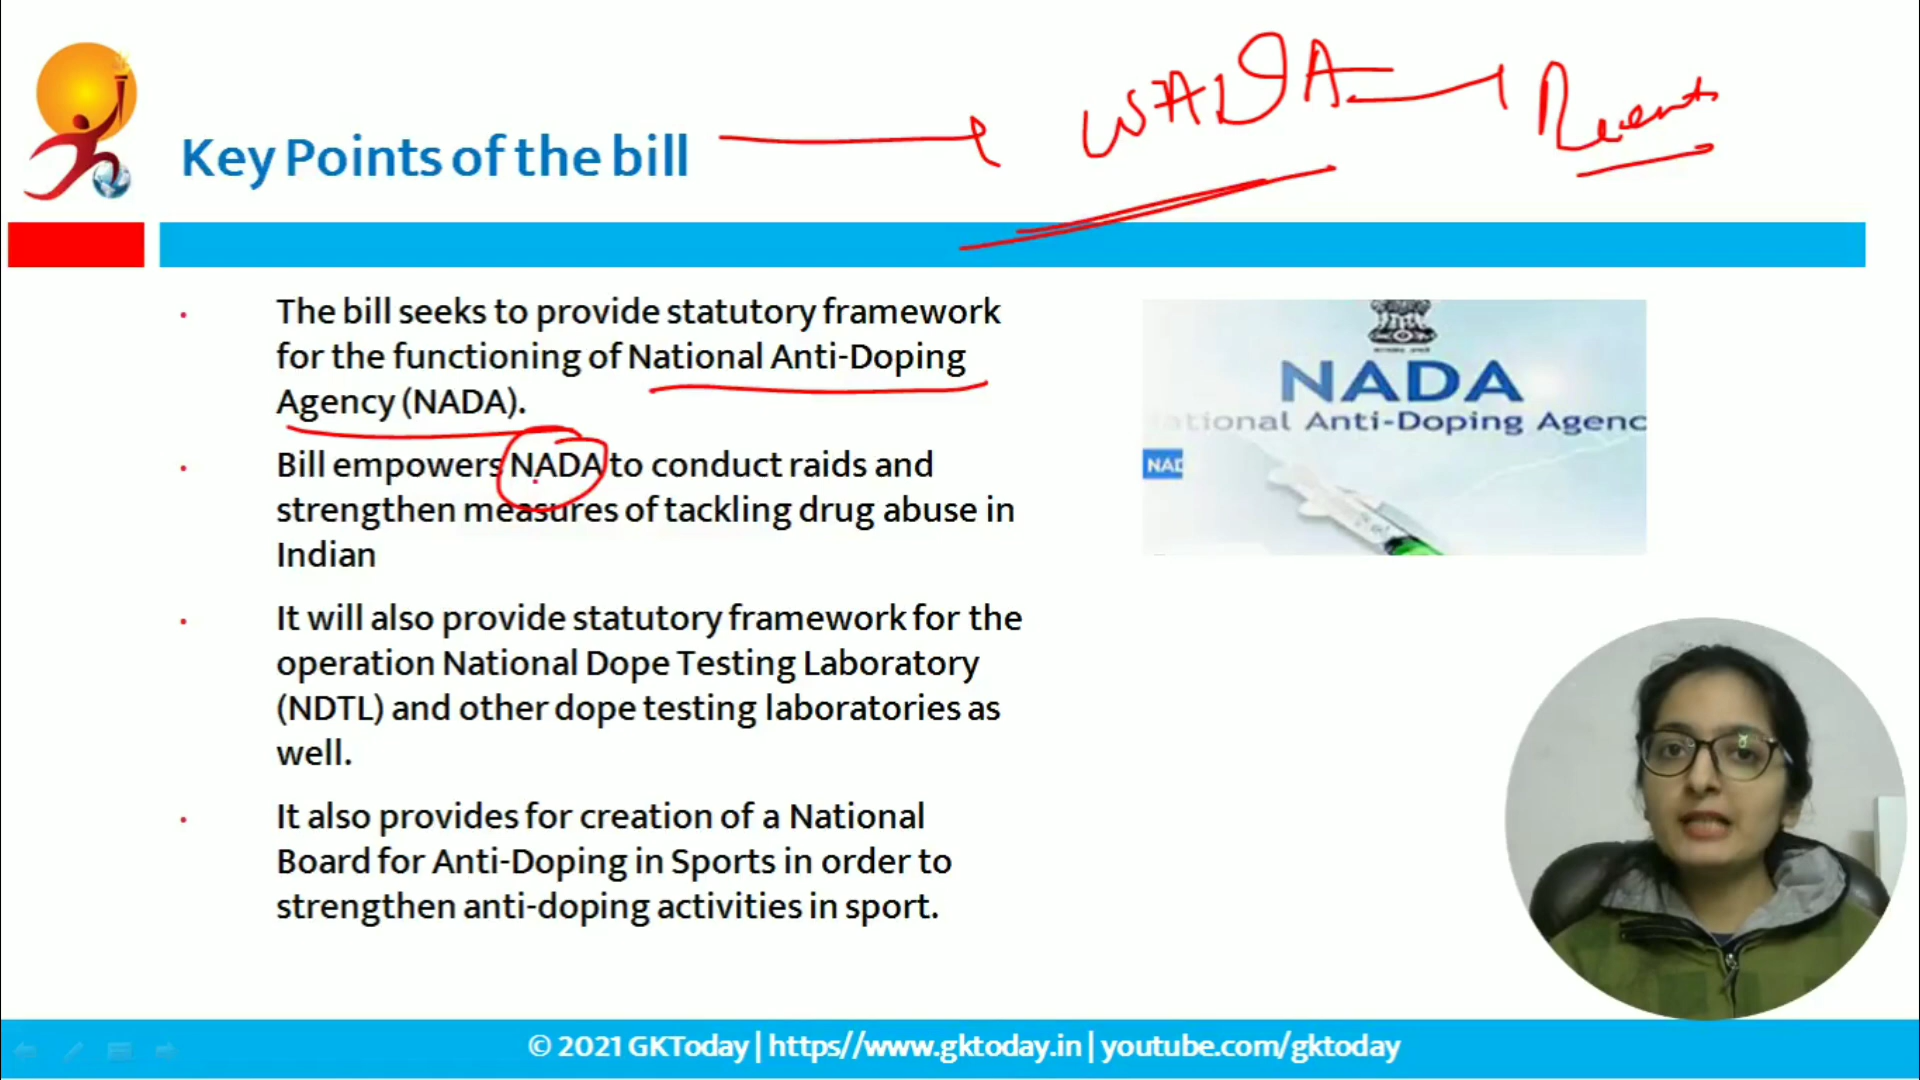 WADA
Key Points of the bill
The bill seeks to provide statutory framework
for the functioning of National Anti-Doping
Agency (NADA).
Bill empowers NADA to conduct raids and
strengthen measures of tackling drug abuse in
Indian
It will also provide statutory framework for the
operation National Dope Testing Laboratory
(NDTL) and other dope testing laboratories as
well.
It also provides for creation of a National
Board for Anti-Doping in Sports in order to
strengthen anti-doping activities in sport.
NADA
ational Anti-Doping Agenc
NAD
© 2021 GKToday | https//www.gktoday.in | youtube.com/gktoday